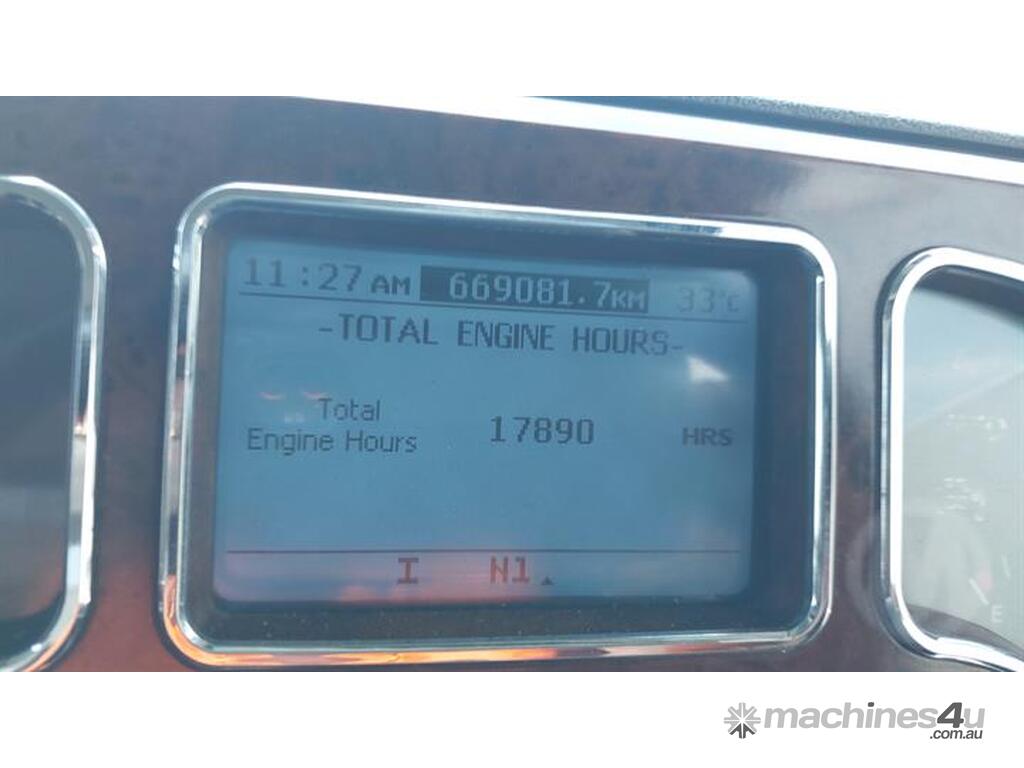 11:27 AM 669081.7KM 33°C
-TOTAL ENGINE HOURS-
Total
Engine Hours 17890 HRS
I N1
E
machines4u
.com.au